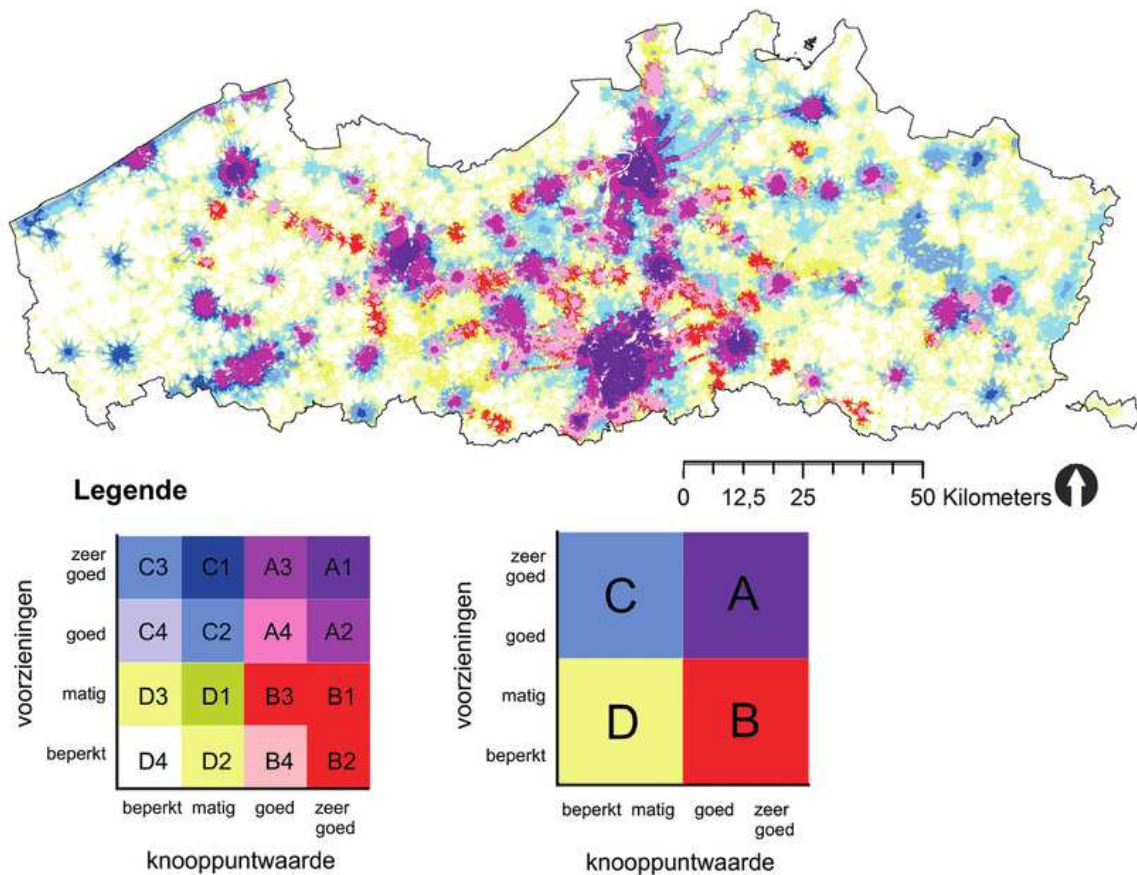 Legende
0 12,5 25 50 Kilometers
voorzieningen
zeer
goed
goed
matig
beperkt
C3 C1 A3 A1
C4 C2 A4 A2
D3 D1 B3 B1
D4 D2 B4 B2
beperkt matig goed zeer
goed
knooppuntwaarde
voorzieningen
zeer
goed
goed
matig
beperkt
C A
D B
beperkt matig goed zeer
goed
knooppuntwaarde